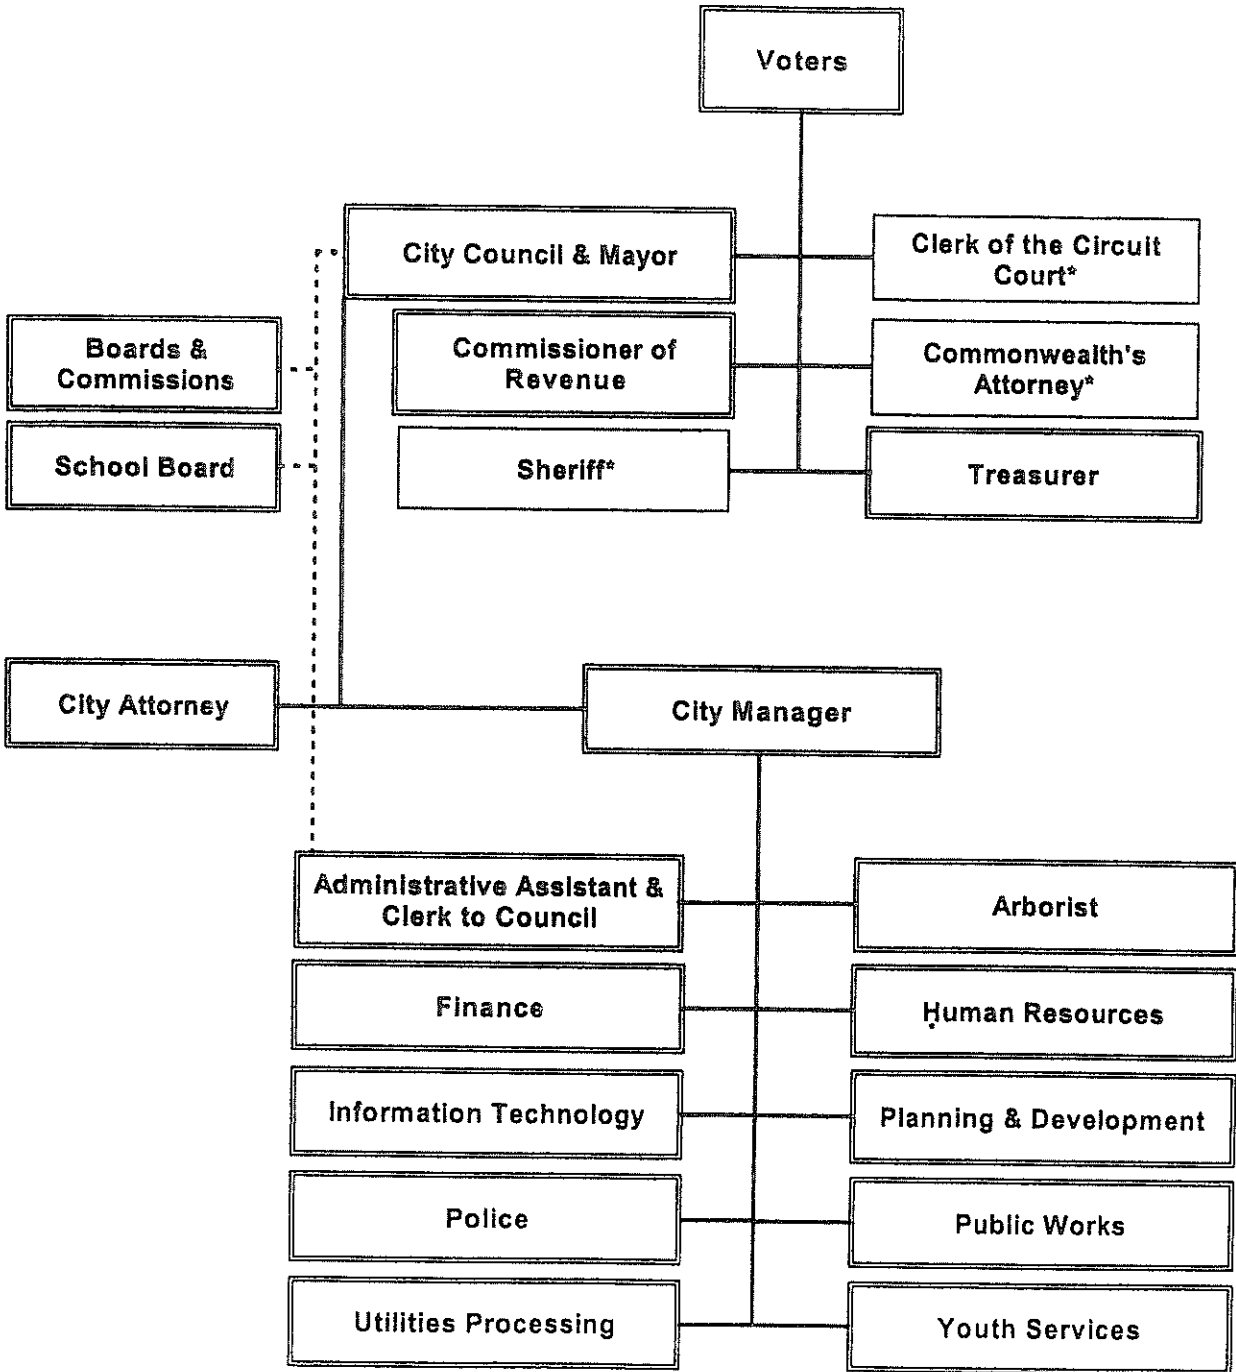 Voters
City Council & Mayor
Clerk of the Circuit
Court*
Boards &
Commissions
Commissioner of
Revenue
Commonwealth's
Attorney*
School Board
Sheriff*
Treasurer
City Attorney
City Manager
Administrative Assistant &
Clerk to Council
Arborist
Finance
Human Resources
Information Technology
Planning & Development
Police
Public Works
Utilities Processing
Youth Services